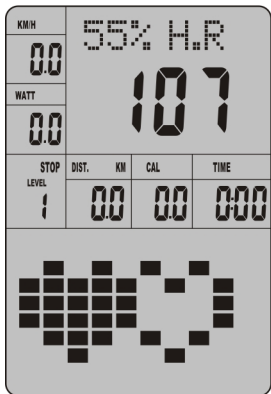 KM/H
0.0
55% H.R
107
WATT
0.0
STOP
LEVEL
1
DIST. KM
0.0
CAL
0.0
TIME
0:00